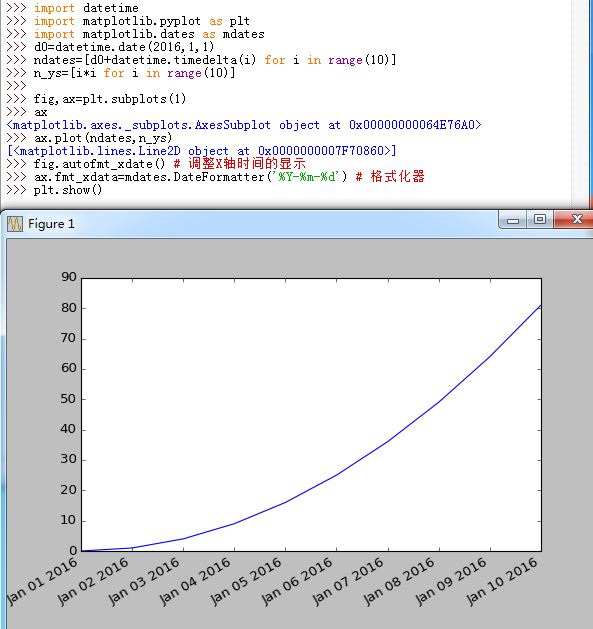 >>> import datetime
>>> import matplotlib.pyplot as plt
>>> import matplotlib.dates as mdates
>>> d0=datetime.date(2016,1,1)
>>> ndates=[d0+datetime.timedelta(i) for i in range(10)]
>>> n_ys=[i*i for i in range(10)]
>>>
>>> fig,ax=plt.subplots(1)
>>> ax
<matplotlib.axes._subplots.AxesSubplot object at 0x00000000064E76A0>
>>> ax.plot(ndates,n_ys)
[<matplotlib.lines.Line2D object at 0x0000000007F70860>]
>>> fig.autofmt_xdate() # 调整X轴时间的显示
>>> ax.fmt_xdata=mdates.DateFormatter('%Y-%m-%d') # 格式化器
>>> plt.show()
Figure 1
90
80
70
60
50
40
30
20
10
0
Jan 01 2016
Jan 02 2016
Jan 03 2016
Jan 04 2016
Jan 05 2016
Jan 06 2016
Jan 07 2016
Jan 08 2016
Jan 09 2016
Jan 10 2016